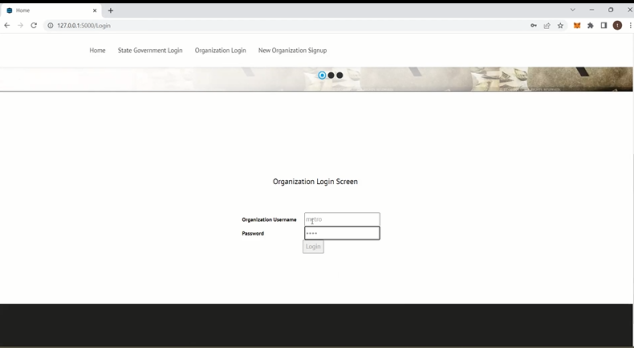 Home
127.0.0.1:5000/Login
Home State Government Login Organization Login New Organization Signup
Organization Login Screen
Organization Username
Password ****
Login